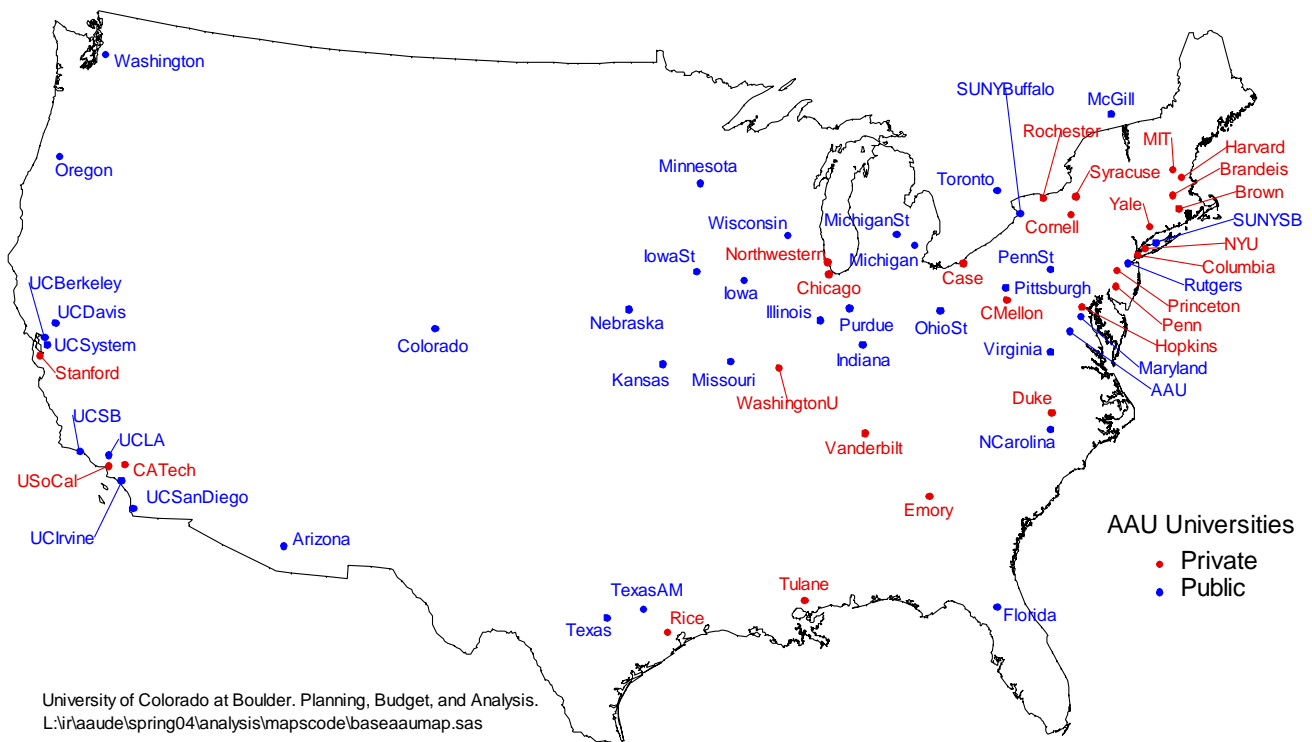 Washington
SUNYBuffalo
McGill
Rochester
MIT
Harvard
Oregon
Minnesota
Toronto
Syracuse
Brandeis
Brown
Wisconsin
MichiganSt
Cornell
Yale
SUNYSB
Northwestern
NYU
IowaSt
Michigan
PennSt
Columbia
UCBerkeley
Chicago
Case
Rutgers
Iowa
Pittsburgh
Princeton
UCDavis
Nebraska
Illinois
Purdue
OhioSt
CMellon
Penn
UCSystem
Colorado
Hopkins
Stanford
Kansas
Missouri
Indiana
Virginia
Maryland
AAU
WashingtonU
UCSB
Duke
UCLA
Vanderbilt
NCarolina
USoCal
CATech
UCSanDiego
Emory
UCIrvine
Arizona
AAU Universities
Private
Public
TexasAM
Tulane
Texas
Rice
Florida
University of Colorado at Boulder. Planning, Budget, and Analysis.
L:\ir\aaude\spring04\analysis\mapscode\baseaaumap.sas